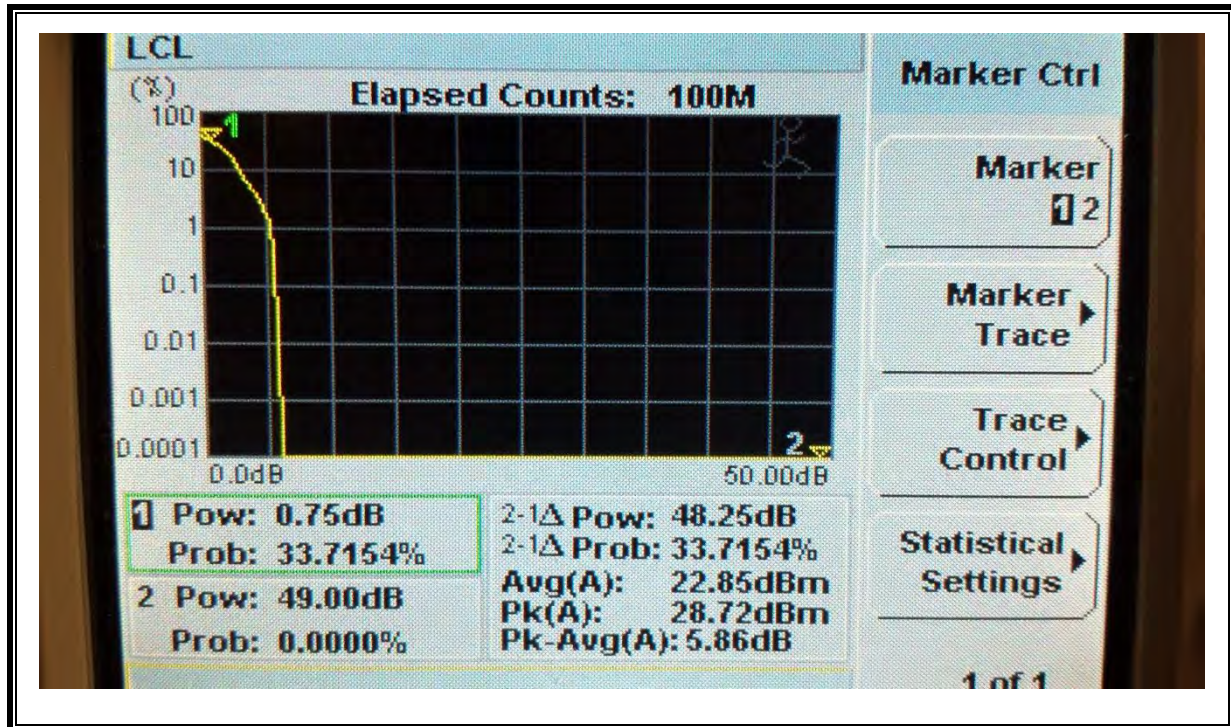 LCL
Marker Ctrl
(%)
Elapsed Counts: 100M
100
1
10
1
0.1
0.01
0.001
0.0001
2
0.0dB
50.00dB
1 Pow: 0.75dB
Prob: 33.7154%
2 Pow: 49.00dB
Prob: 0.0000%
2-1Δ Pow: 48.25dB
2-1Δ Prob: 33.7154%
Avg(A): 22.85dBm
Pk(A): 28.72dBm
Pk-Avg(A): 5.86dB
Marker
1 2
Marker
Trace
Trace
Control
Statistical
Settings
1 of 1